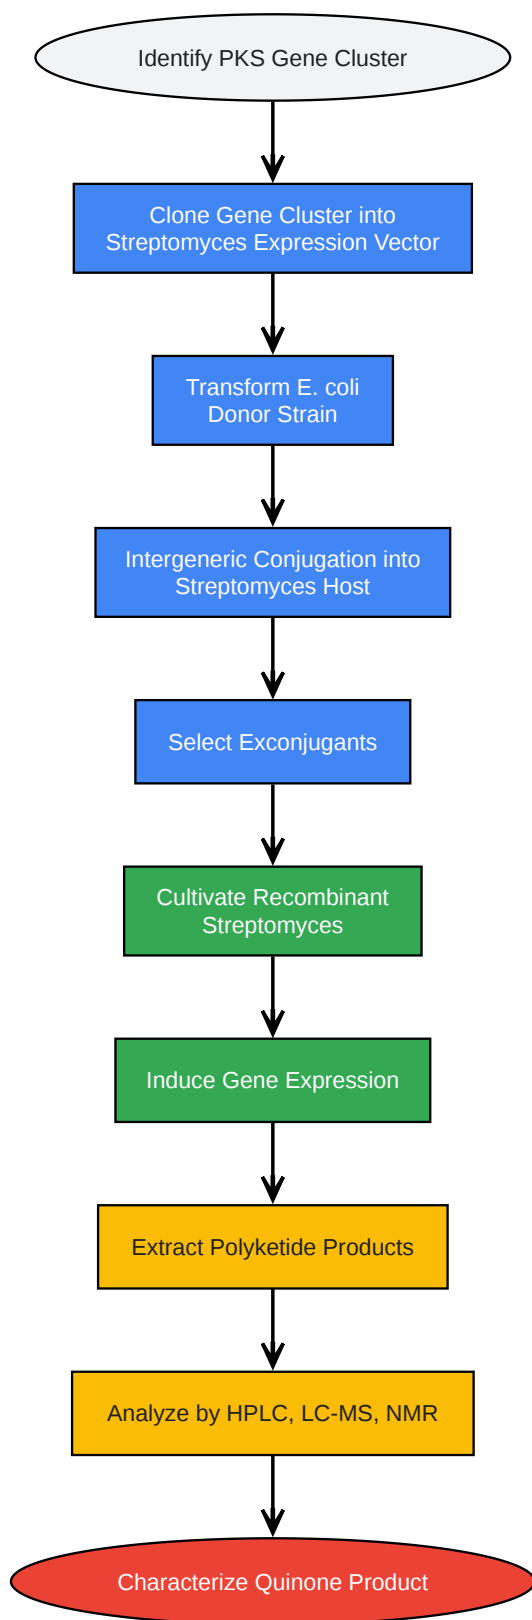 Identify PKS Gene Cluster
Clone Gene Cluster into
Streptomyces Expression Vector
Transform E. coli
Donor Strain
Intergeneric Conjugation into
Streptomyces Host
Select Exconjugants
Cultivate Recombinant
Streptomyces
Induce Gene Expression
Extract Polyketide Products
Analyze by HPLC, LC-MS, NMR
Characterize Quinone Product